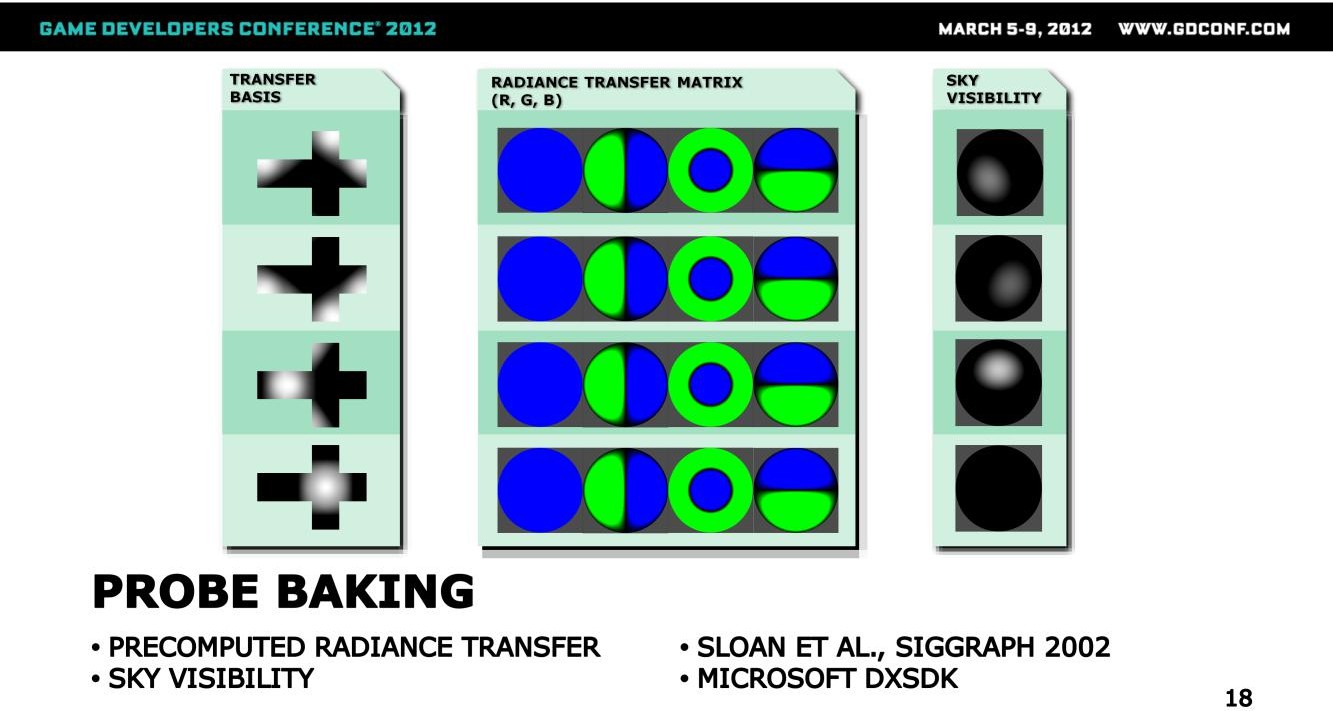 GAME DEVELOPERS CONFERENCE® 2012
MARCH 5-9, 2012 WWW.GDCONF.COM
TRANSFER
BASIS
RADIANCE TRANSFER MATRIX
(R, G, B)
SKY
VISIBILITY
PROBE BAKING
• PRECOMPUTED RADIANCE TRANSFER
• SKY VISIBILITY
• SLOAN ET AL., SIGGRAPH 2002
• MICROSOFT DXSDK
18